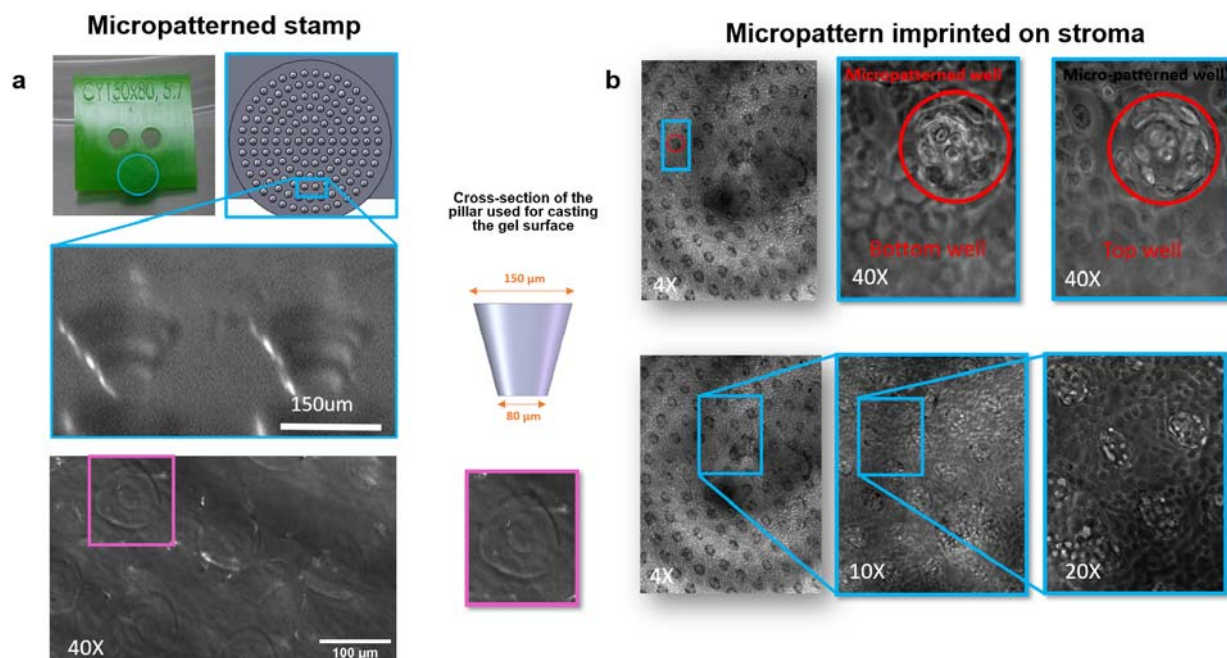 Micropatterned stamp
Micropattern imprinted on stroma
a
CYT50X80, 5.7
150um
40X
100 µm
Cross-section of the
pillar used for casting
the gel surface
150 µm
80 µm
b
4X
Micropatterned well
Bottom well
40X
Micro-patterned well
Top well
40X
4X
10X
20X